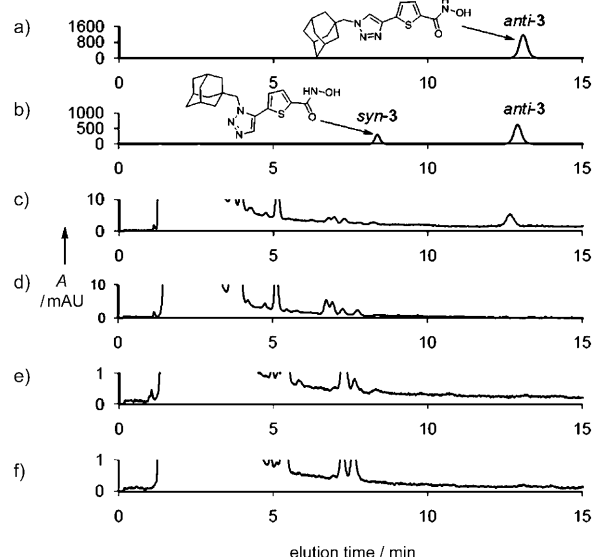 a)
1600
800
0
N N=N S H N OH O
anti-3
0 5 10 15
b)
1000
500
0
N N=N S H N-OH O
syn-3
anti-3
0 5 10 15
c)
10
0
0 5 10 15
A
/mAU
d)
10
0
0 5 10 15
e)
1
0
0 5 10 15
f)
1
0
0 5 10 15
elution time / min